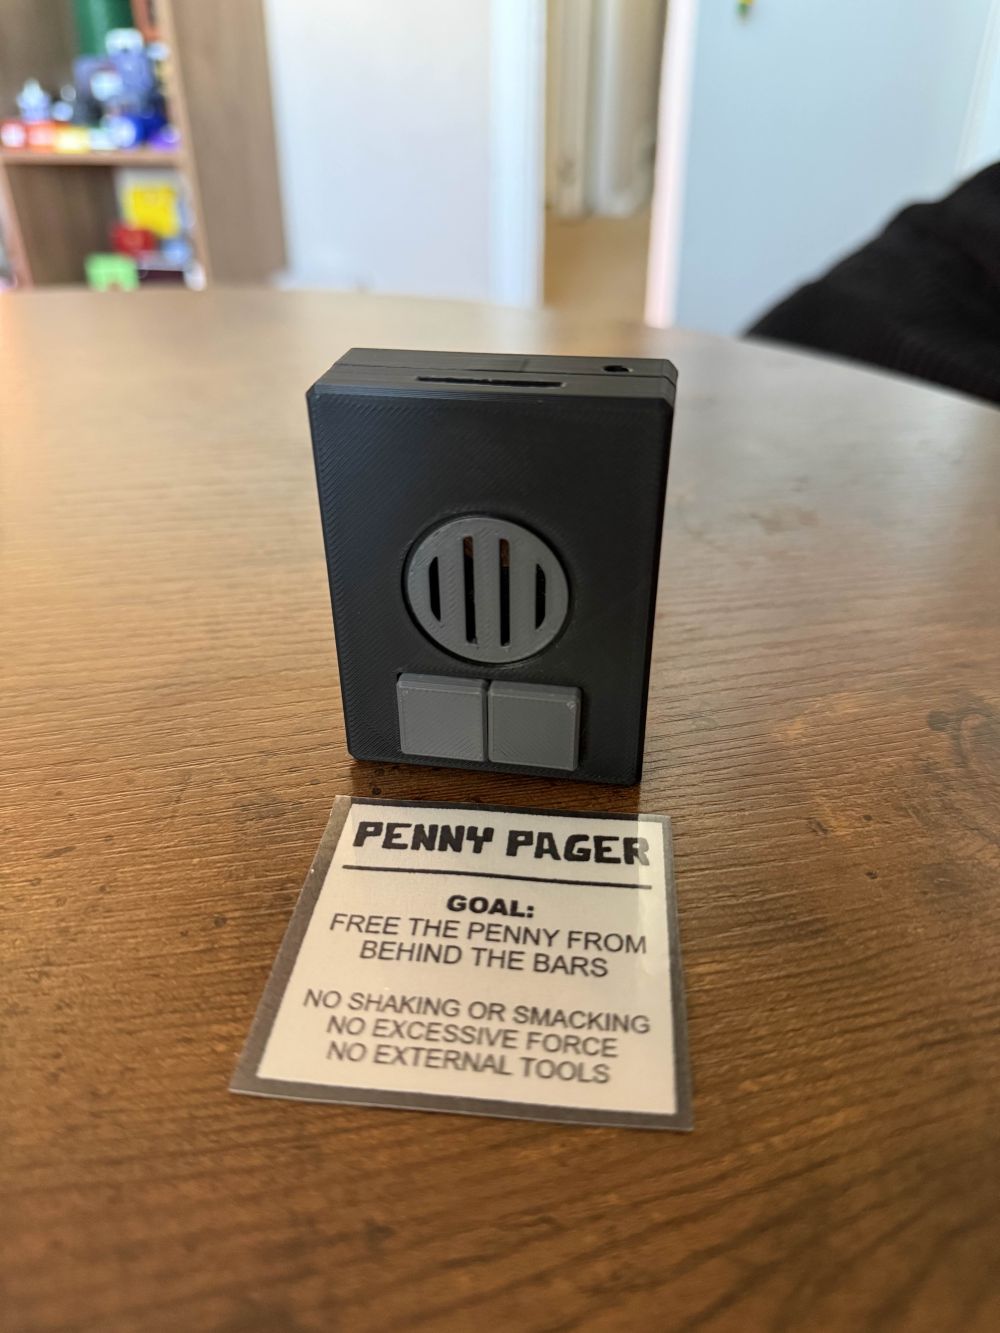 PENNY PAGER
GOAL:
FREE THE PENNY FROM
BEHIND THE BARS
NO SHAKING OR SMACKING
NO EXCESSIVE FORCE
NO EXTERNAL TOOLS